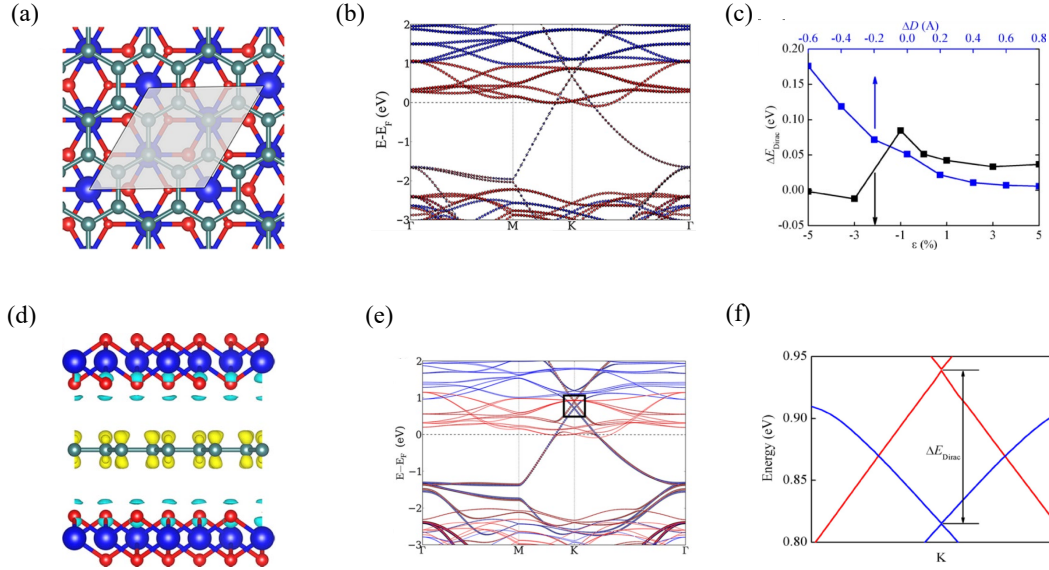 (a)
(b)
E-E_F (eV)
2
1
0
−1
−2
−3
Γ
M
K
Γ
(c)
ΔD (Å)
-0.6 -0.4 -0.2 0.0 0.2 0.4 0.6 0.8
ΔE_Dirac (eV)
0.20
0.15
0.10
0.05
0.00
-0.05
-5 -3 -1 1 3 5
ε (%)
(d)
(e)
E−E_F (eV)
2
1
0
−1
−2
−3
Γ
M
K
Γ
(f)
Energy (eV)
0.95
0.90
0.85
0.80
ΔE_Dirac
K